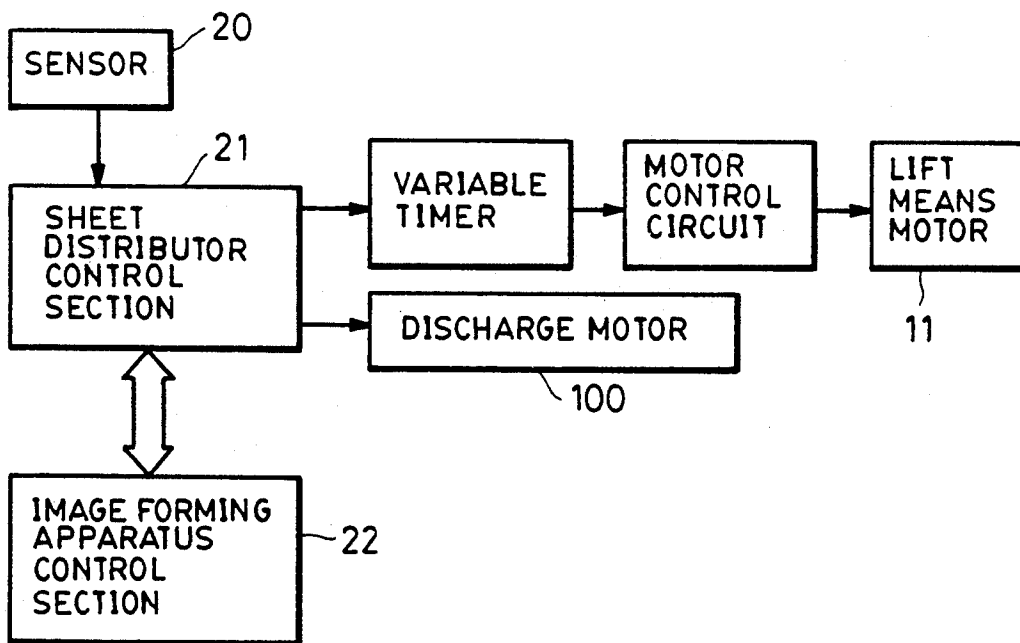 20
SENSOR
21
SHEET
DISTRIBUTOR
CONTROL
SECTION
VARIABLE
TIMER
MOTOR
CONTROL
CIRCUIT
LIFT
MEANS
MOTOR
11
DISCHARGE MOTOR
100
IMAGE FORMING
APPARATUS
CONTROL
SECTION
22